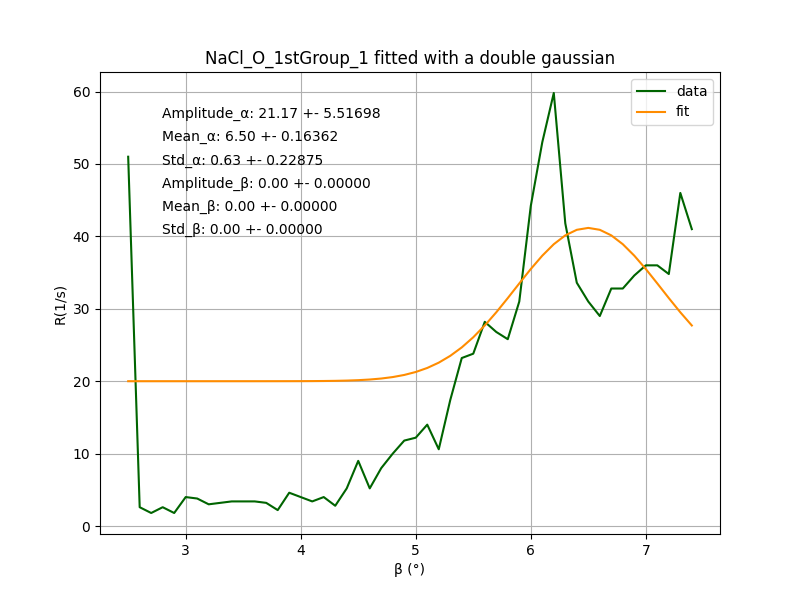 NaCl_O_1stGroup_1 fitted with a double gaussian
data
fit
Amplitude_α: 21.17 +- 5.51698
Mean_α: 6.50 +- 0.16362
Std_α: 0.63 +- 0.22875
Amplitude_β: 0.00 +- 0.00000
Mean_β: 0.00 +- 0.00000
Std_β: 0.00 +- 0.00000
R(1/s)
60
50
40
30
20
10
0
3 4 5 6 7
β (°)